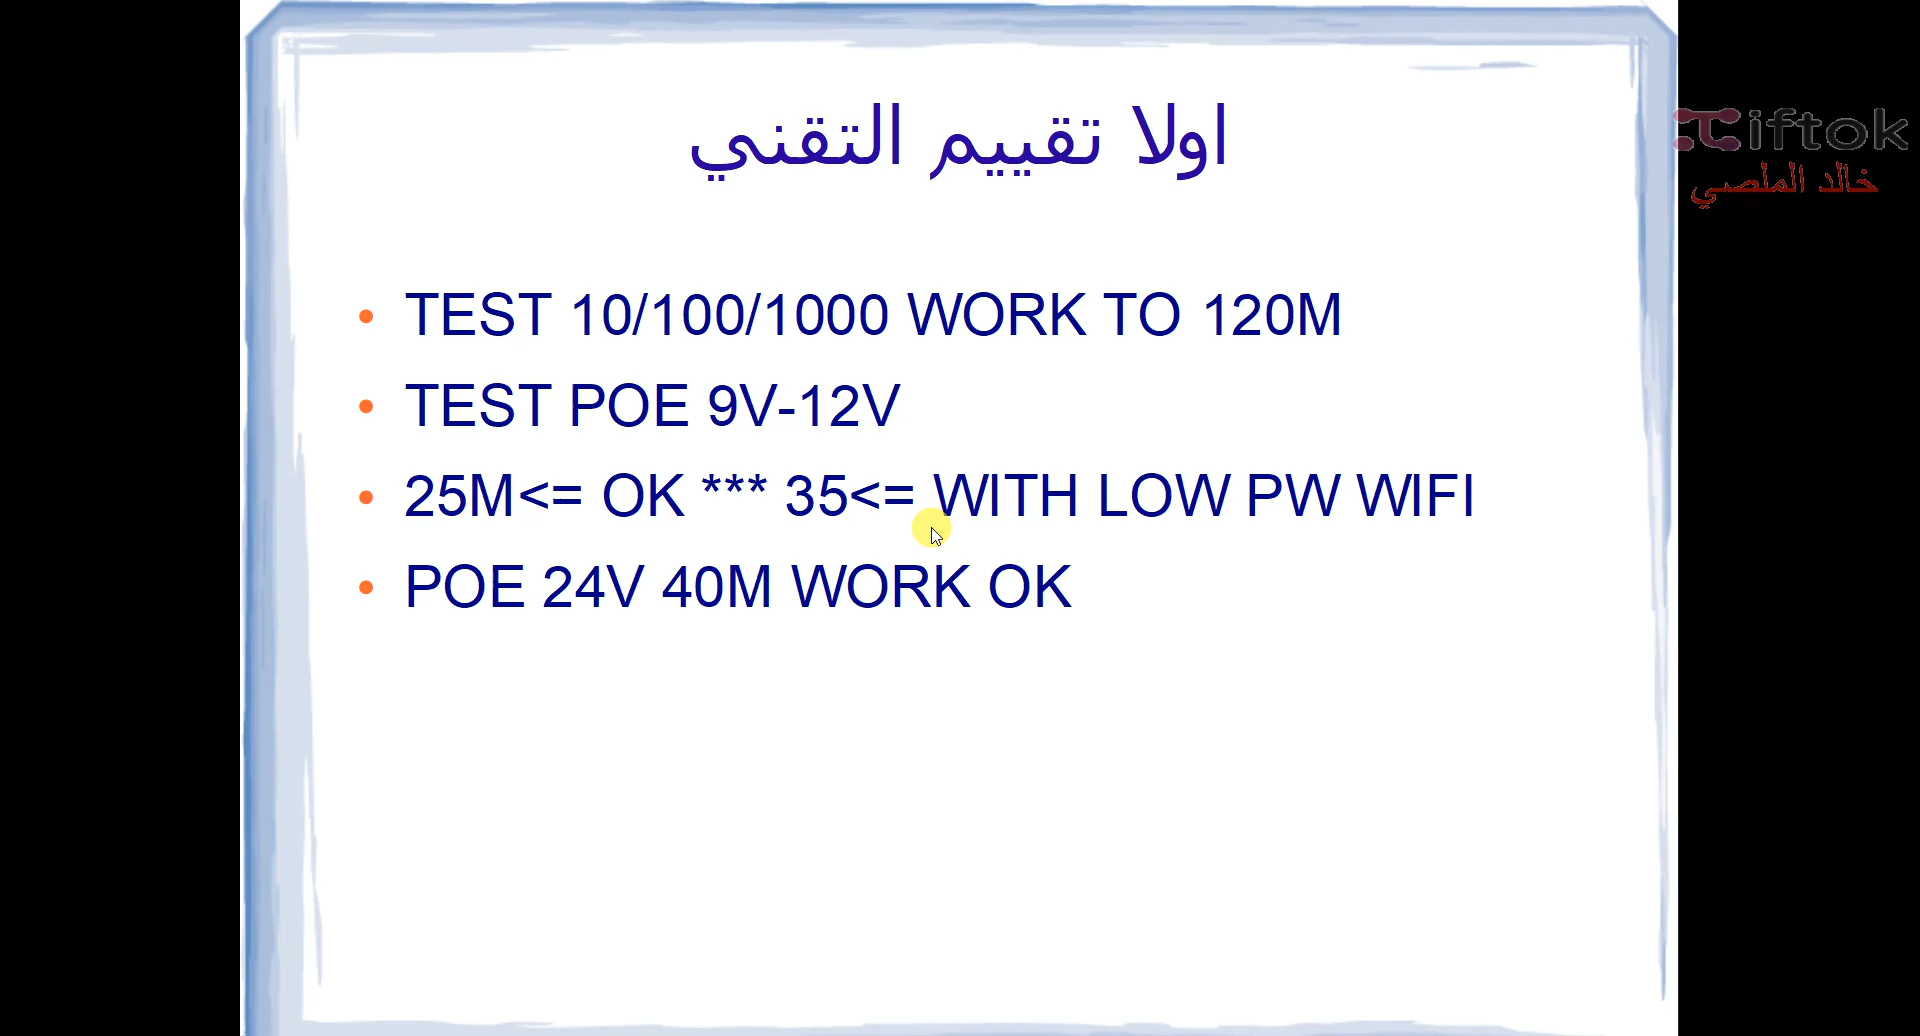 اولا تقييم التقني
TEST 10/100/1000 WORK TO 120M
TEST POE 9V-12V
25M<= OK *** 35<= WITH LOW PW WIFI
POE 24V 40M WORK OK
iftok
خالد الملصي